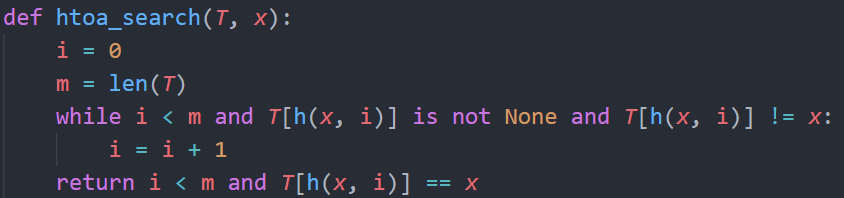 def htoa_search(T, x):
    i = 0
    m = len(T)
    while i < m and T[h(x, i)] is not None and T[h(x, i)] != x:
        i = i + 1
    return i < m and T[h(x, i)] == x